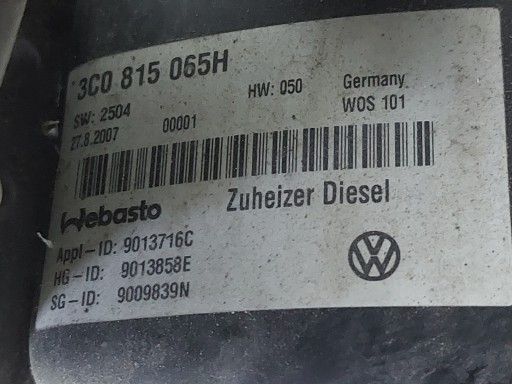 3C0 815 065H
SW: 2504 HW: 050 Germany
27.8.2007 00001 WOS 101
Webasto Zuheizer Diesel
Appl-ID: 9013716C
HG-ID: 9013858E
SG-ID: 9009839N